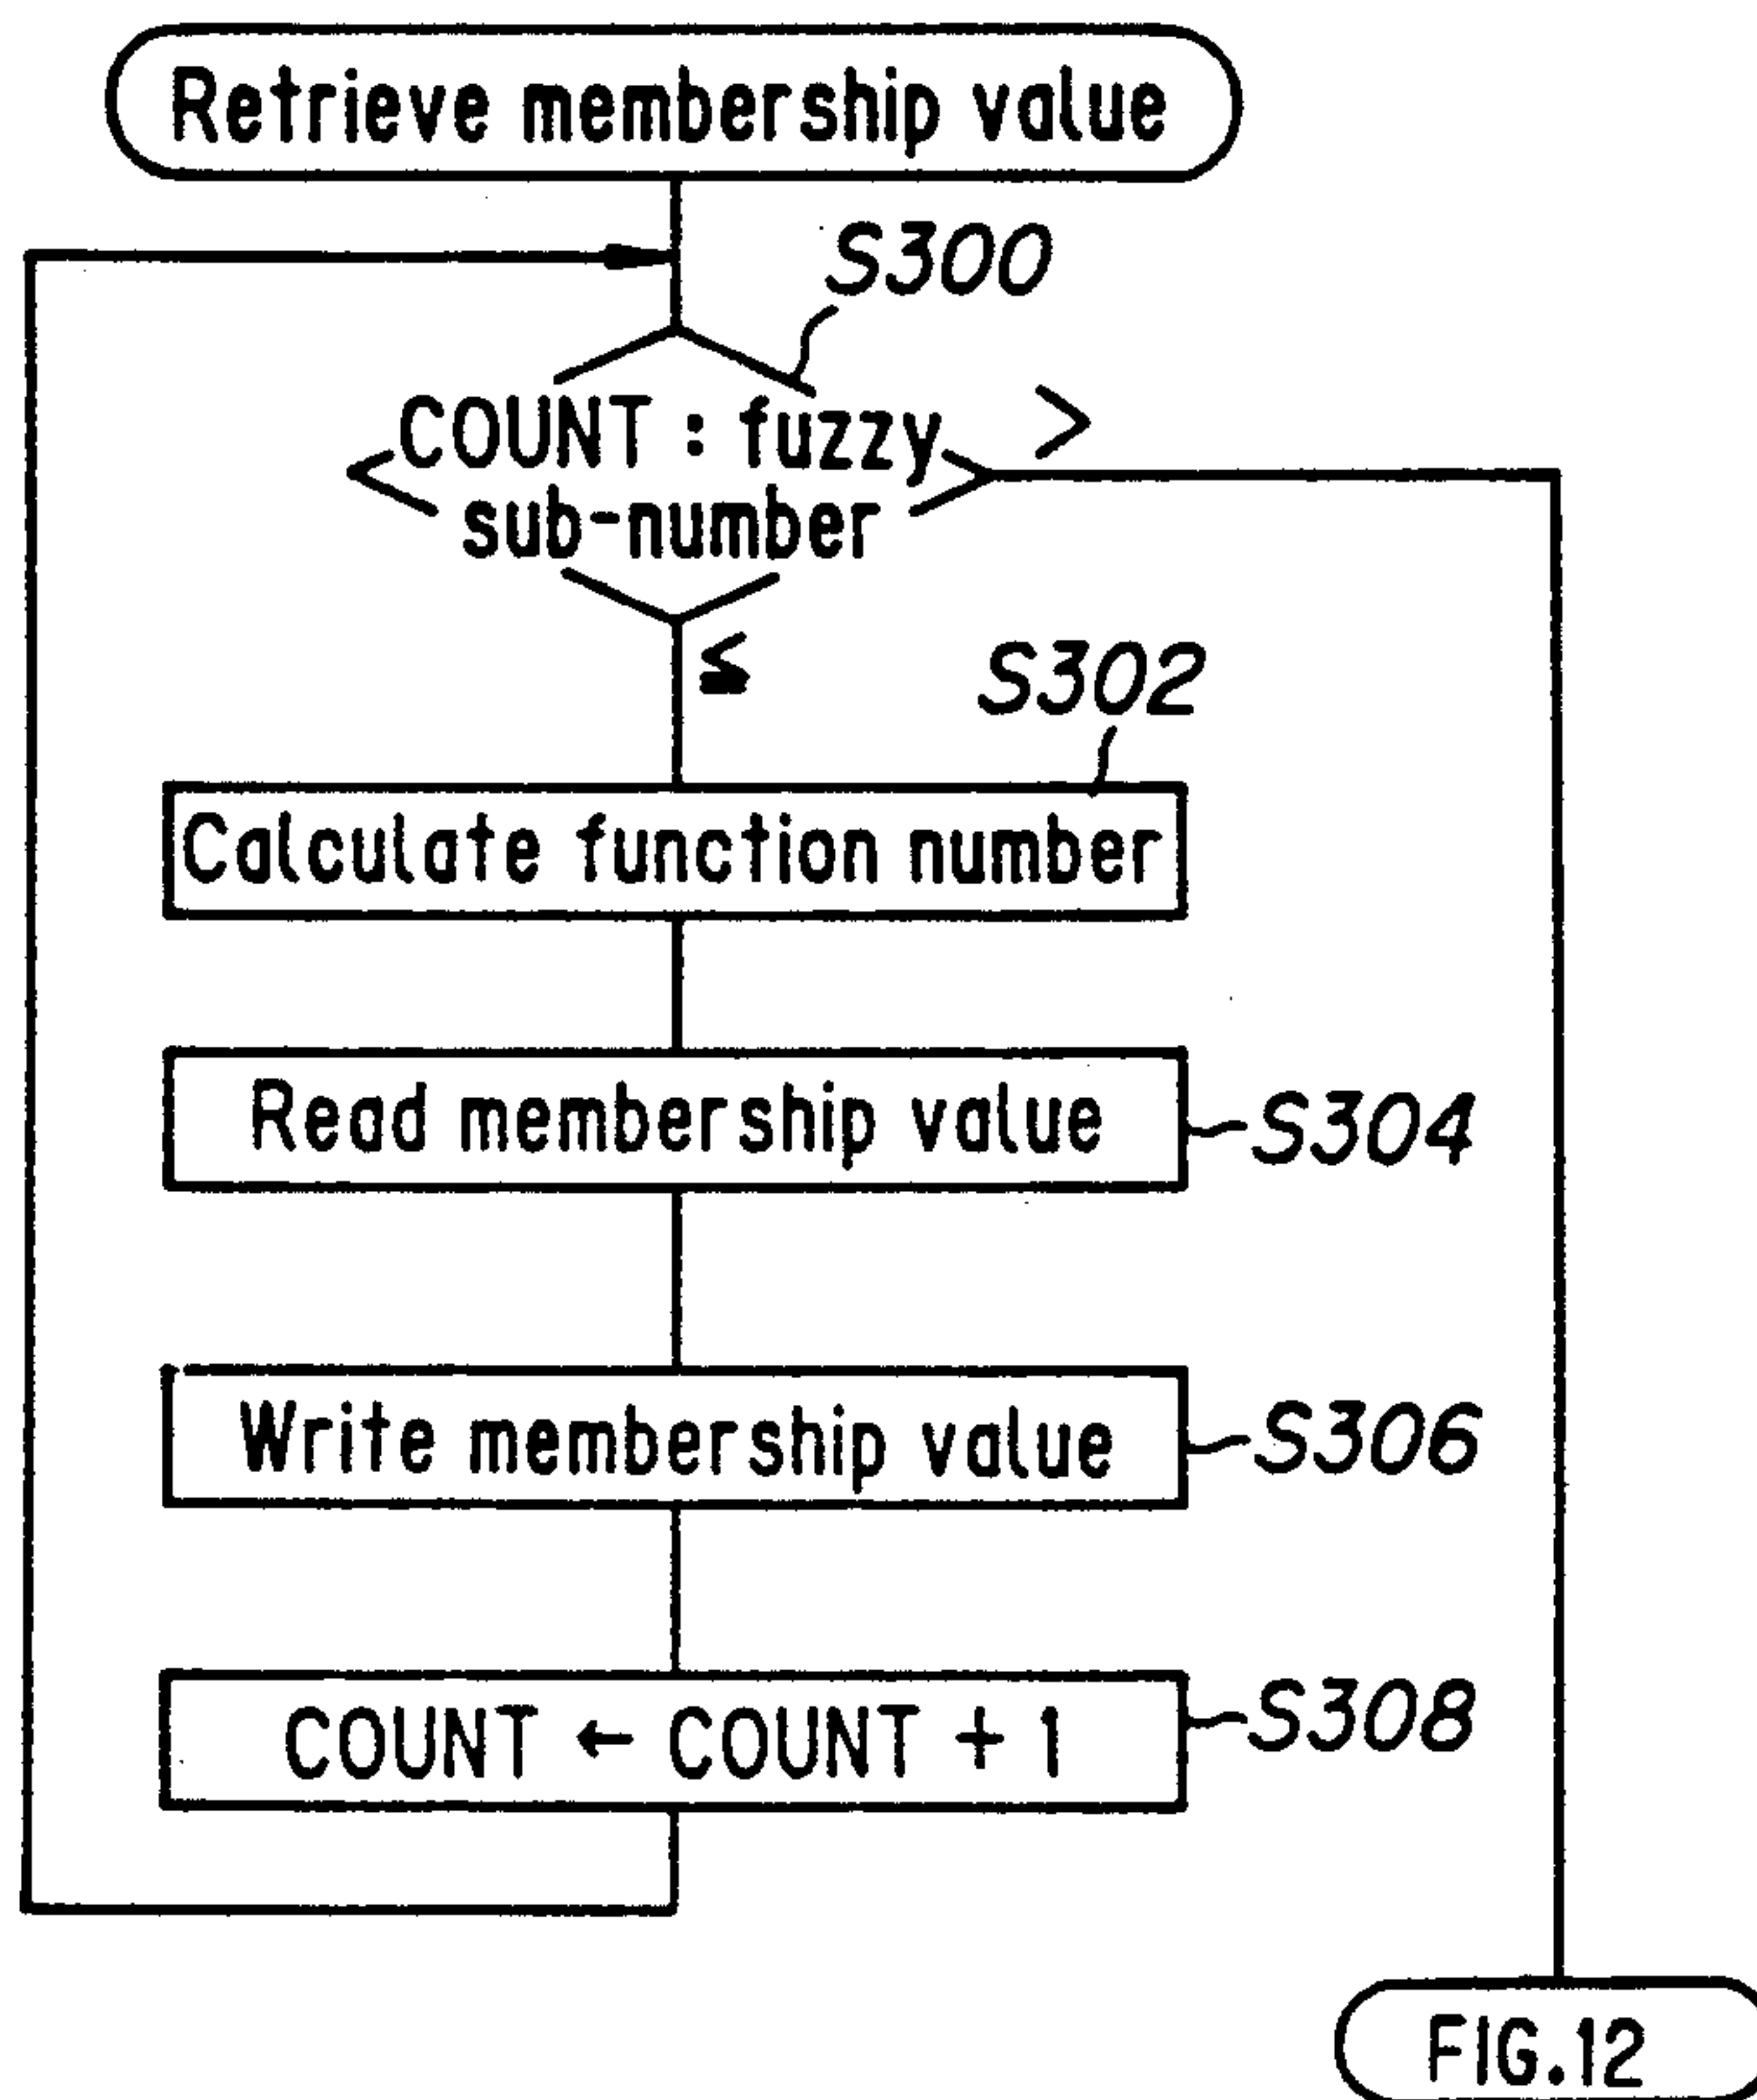 Retrieve membership value
S300
COUNT : fuzzy >
sub-number
≦
S302
Calculate function number
Read membership value
S304
Write membership value
S306
COUNT ← COUNT + 1
S308
FIG.12